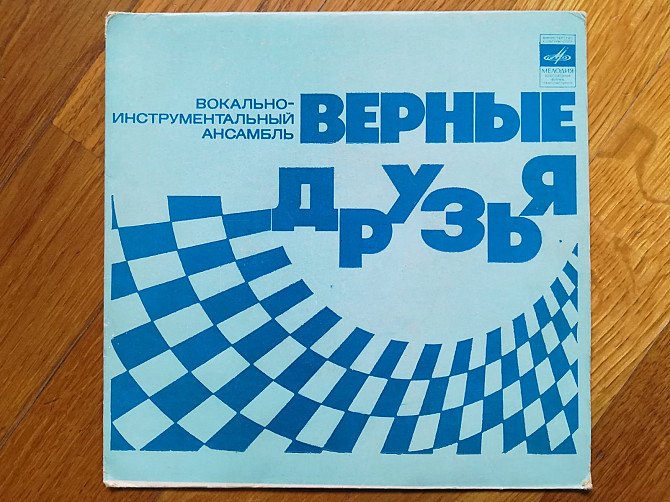 ВОКАЛЬНО-
ИНСТРУМЕНТАЛЬНЫЙ
АНСАМБЛЬ
ВЕРНЫЕ
ДРУЗЬЯ
МЕЛОДИЯ